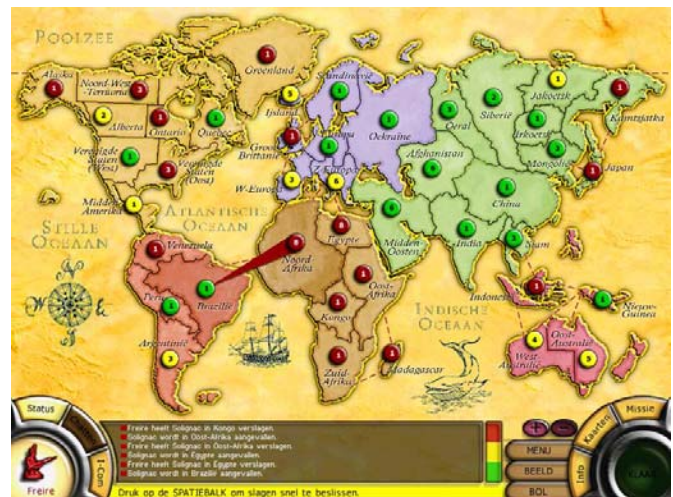 POOLZEE
Groenland
Alaska
Noord-West-
Territoria
Scandinavië
Jakoetsk
IJsland
Kamtsjatka
Alberta
Ontario
Quebec
Oekraïne
Oeral
Siberië
Irkoetsk
Groot
Brittanië
Verenigde
Staten
(West)
Verenigde
Staten
(Oost)
Afghanistan
Mongolië
Japan
W-Europa
Z-Europa
China
Midden
Amerika
ATLANTISCHE
OCEAAN
STILLE
OCEAAN
Egypte
Midden
Oosten
India
Siam
Venezuela
Noord-
Afrika
Oost-
Afrika
Indonesië
Nieuw-
Guinea
Peru
Brazilië
Kongo
INDISCHE
OCEAAN
Argentinië
Zuid-
Afrika
Madagascar
West-
Australië
Oost-
Australië
Status
I-Com
Freire
Freire heeft Solignac in Kongo verslagen.
Solignac wordt in Oost-Afrika aangevallen.
Freire heeft Solignac in Oost-Afrika verslagen.
Solignac wordt in Egypte aangevallen.
Freire heeft Solignac in Egypte verslagen.
Solignac wordt in Brazilië aangevallen.
Druk op de SPATIEBALK om slagen snel te beslissen.
MENU
BEELD
BOL
Info
Kaarten
Missie
KLAAR